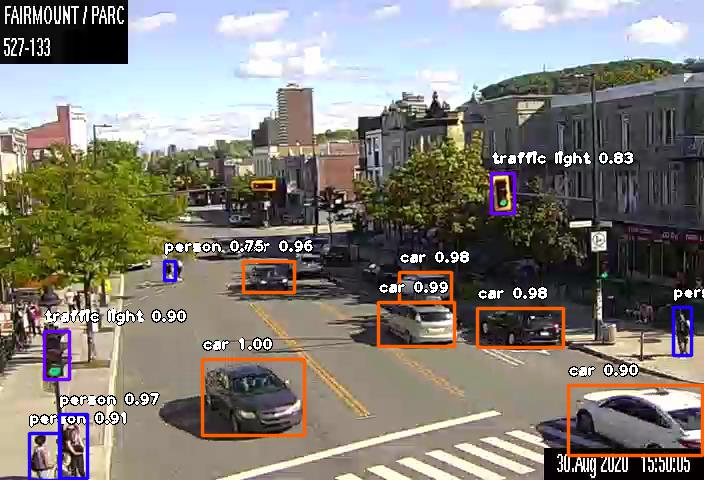 FAIRMOUNT / PARC
527-133
traffic light 0.83
person 0.75
0.96
car 0.98
car 0.99
car 0.98
traffic light 0.90
car 1.00
car 0.90
person 0.97
person 0.91
30.Aug 2020 15:50:05